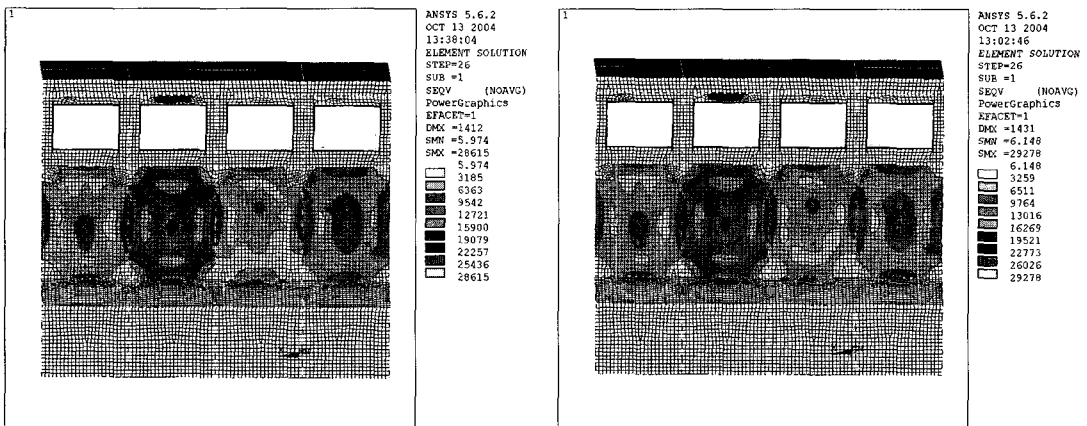 1
ANSYS 5.6.2
OCT 13 2004
13:38:04
ELEMENT SOLUTION
STEP=26
SUB =1
SEQV (NOAVG)
PowerGraphics
EFACET=1
DMX =1412
SMN =5.974
SMX =28615
5.974
3185
6363
9542
12721
15900
19079
22257
25436
28615
1
ANSYS 5.6.2
OCT 13 2004
13:02:46
ELEMENT SOLUTION
STEP=26
SUB =1
SEQV (NOAVG)
PowerGraphics
EFACET=1
DMX =1431
SMN =6.148
SMX =29278
6.148
3259
6511
9764
13016
16269
19521
22773
26026
29278